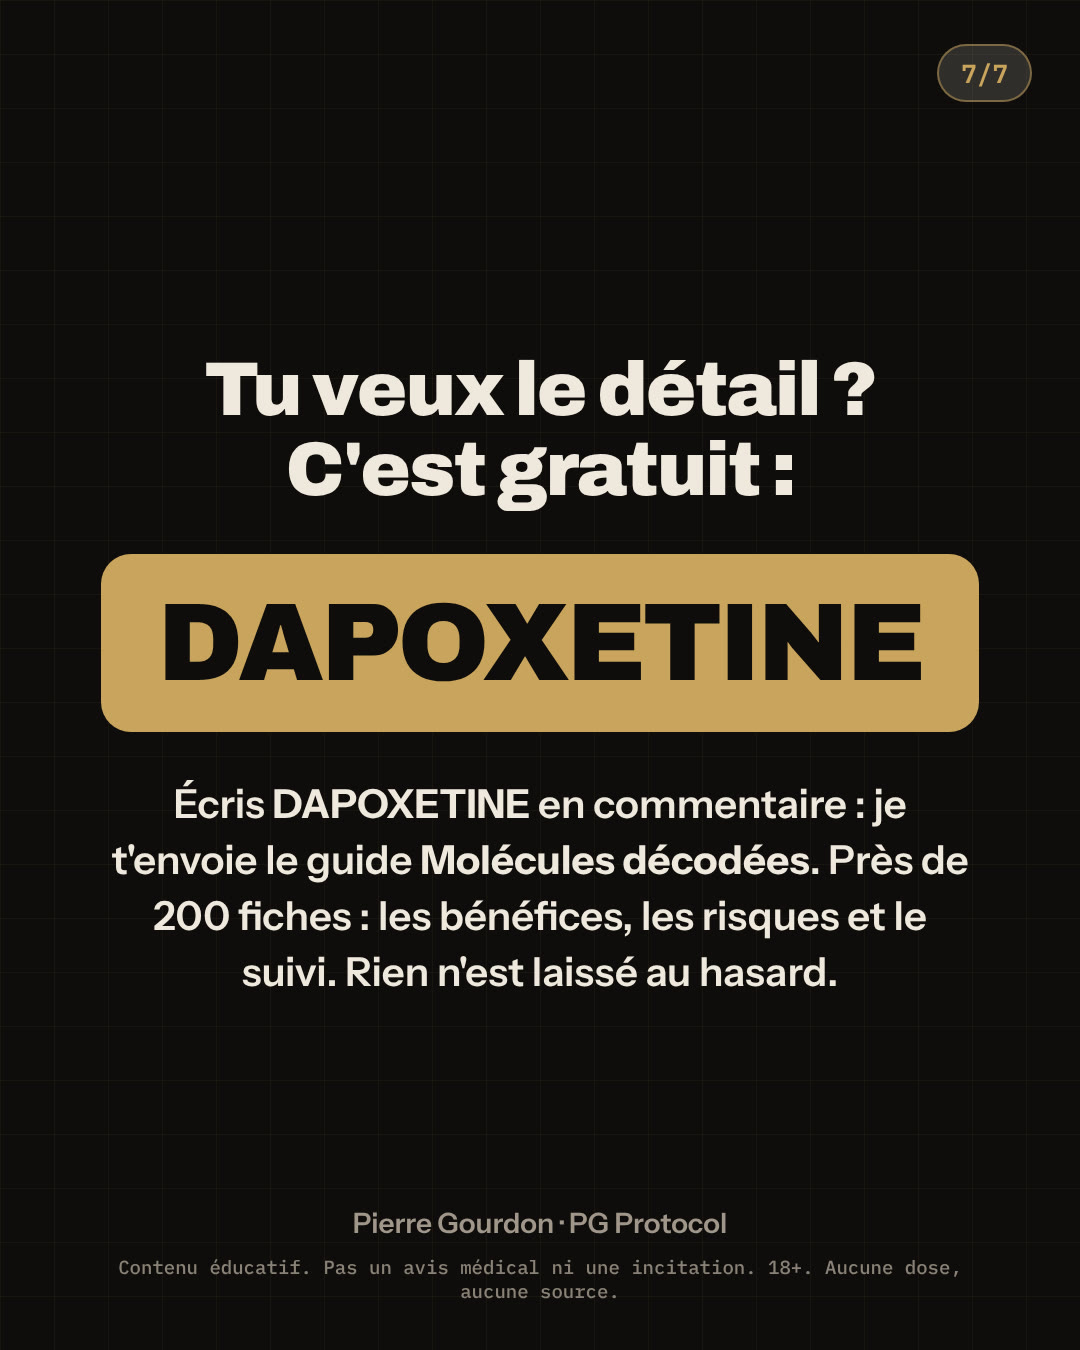 7/7
Tu veux le détail ?
C'est gratuit :
DAPOXETINE
Écris DAPOXETINE en commentaire : je
t'envoie le guide Molécules décodées. Près de
200 fiches : les bénéfices, les risques et le
suivi. Rien n'est laissé au hasard.
Pierre Gourdon · PG Protocol
Contenu éducatif. Pas un avis médical ni une incitation. 18+. Aucune dose,
aucune source.